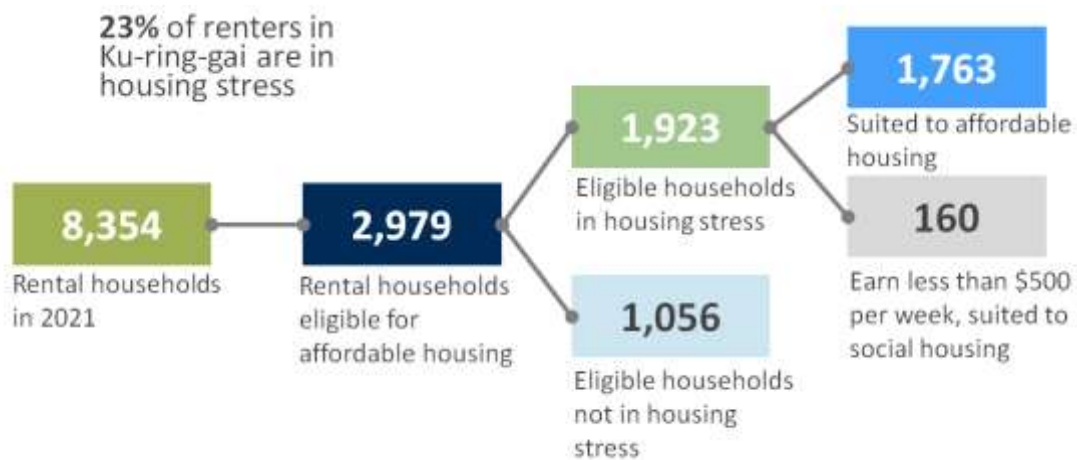 23% of renters in
Ku-ring-gai are in
housing stress
8,354
Rental households
in 2021
2,979
Rental households
eligible for
affordable housing
1,923
Eligible households
in housing stress
1,056
Eligible households
not in housing
stress
1,763
Suited to affordable
housing
160
Earn less than $500
per week, suited to
social housing